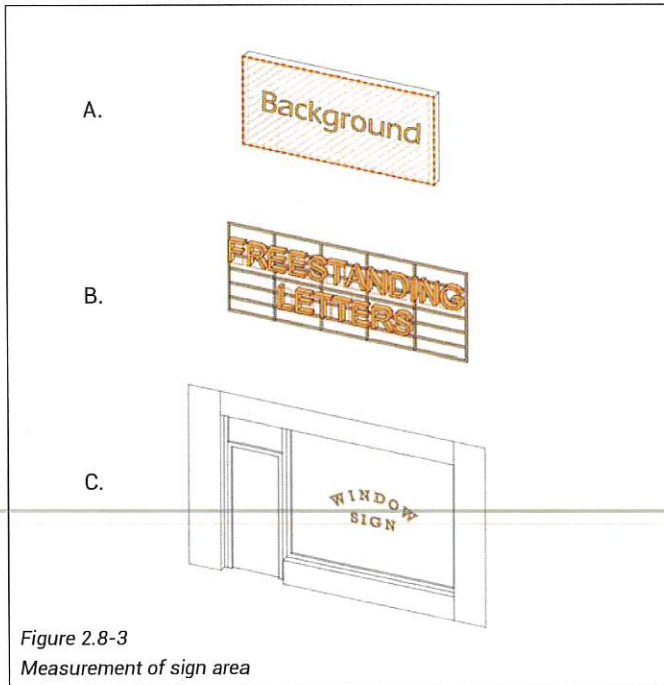 A.
Background
B.
FREESTANDING
LETTERS
C.
WINDOW
SIGN
Figure 2.8-3
Measurement of sign area